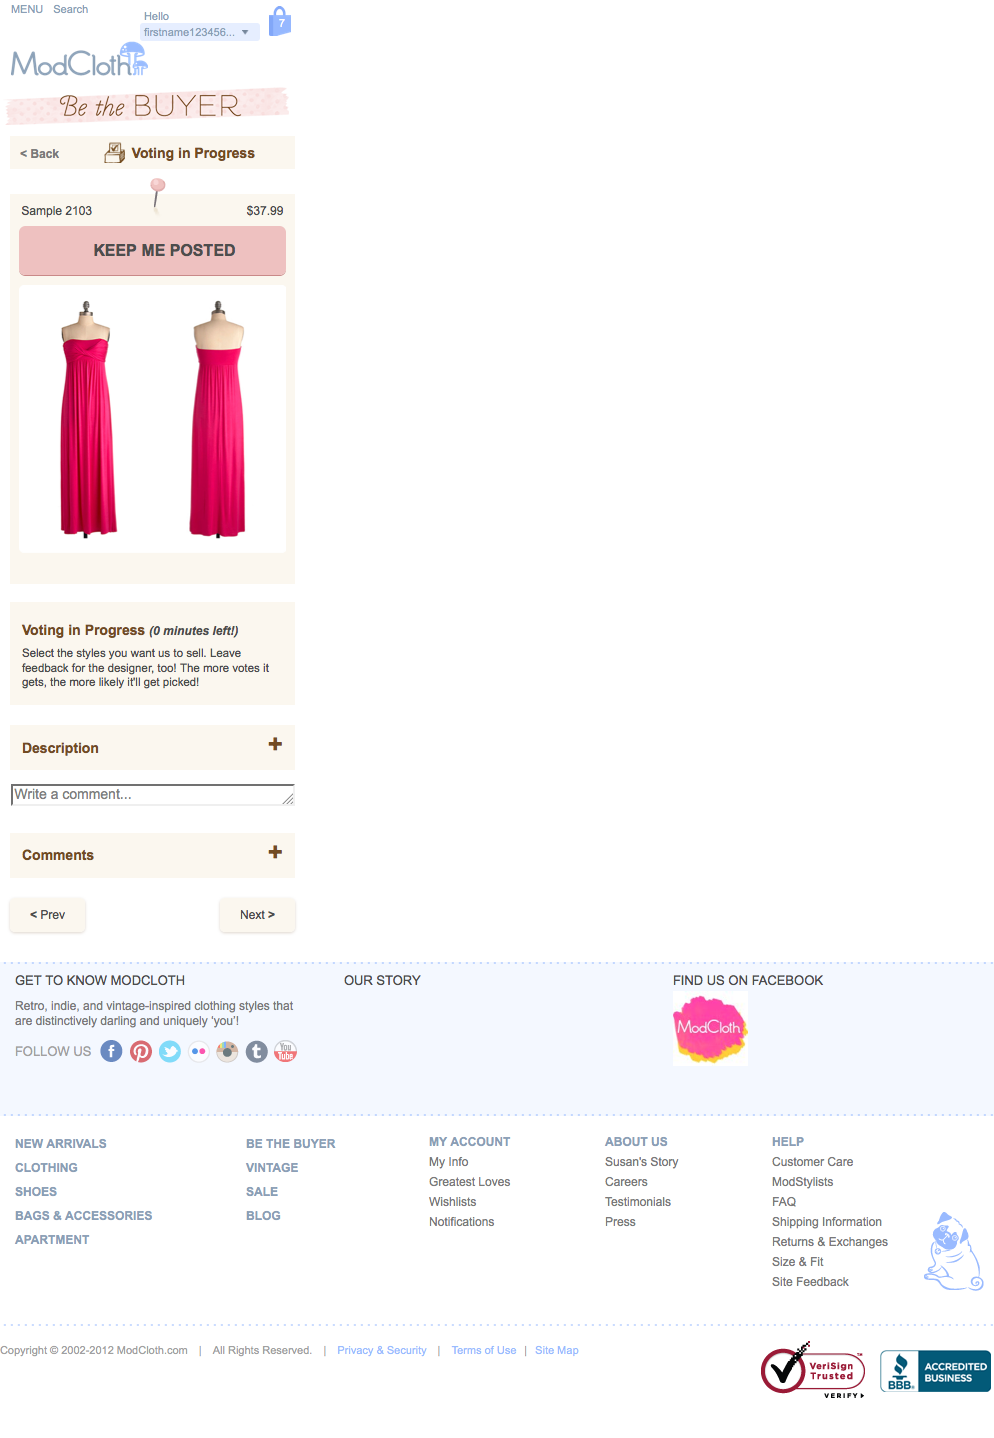 MENU Search
Hello
firstname123456...
7
ModCloth
Be the BUYER
< Back
Voting in Progress
Sample 2103 $37.99
KEEP ME POSTED
Voting in Progress (0 minutes left!)
Select the styles you want us to sell. Leave
feedback for the designer, too! The more votes it
gets, the more likely it'll get picked!
Description +
Write a comment...
Comments +
< Prev Next >
GET TO KNOW MODCLOTH
Retro, indie, and vintage-inspired clothing styles that
are distinctively darling and uniquely ‘you’!
FOLLOW US
f
t
You
Tube
OUR STORY
FIND US ON FACEBOOK
ModCloth
NEW ARRIVALS
CLOTHING
SHOES
BAGS & ACCESSORIES
APARTMENT
BE THE BUYER
VINTAGE
SALE
BLOG
MY ACCOUNT
My Info
Greatest Loves
Wishlists
Notifications
ABOUT US
Susan's Story
Careers
Testimonials
Press
HELP
Customer Care
ModStylists
FAQ
Shipping Information
Returns & Exchanges
Size & Fit
Site Feedback
Copyright © 2002-2012 ModCloth.com | All Rights Reserved. | Privacy & Security | Terms of Use | Site Map
VeriSign
Trusted
™
VERIFY
BBB.
ACCREDITED
BUSINESS